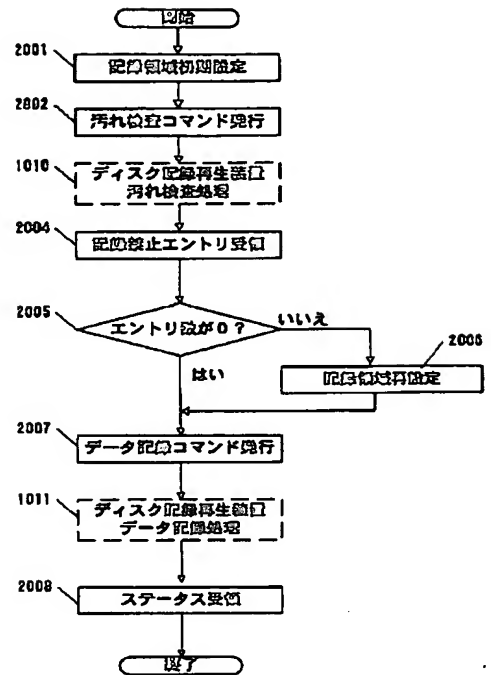 開始
2001
記録領域初期設定
2002
汚れ検査コマンド発行
1010
ディスク記録再生装置
汚れ検査処理
2004
記録禁止エントリ受信
2005
エントリ数が0?
いいえ
2006
はい
記録領域再設定
2007
データ記録コマンド発行
1011
ディスク記録再生装置
データ記録処理
2008
ステータス受信
終了